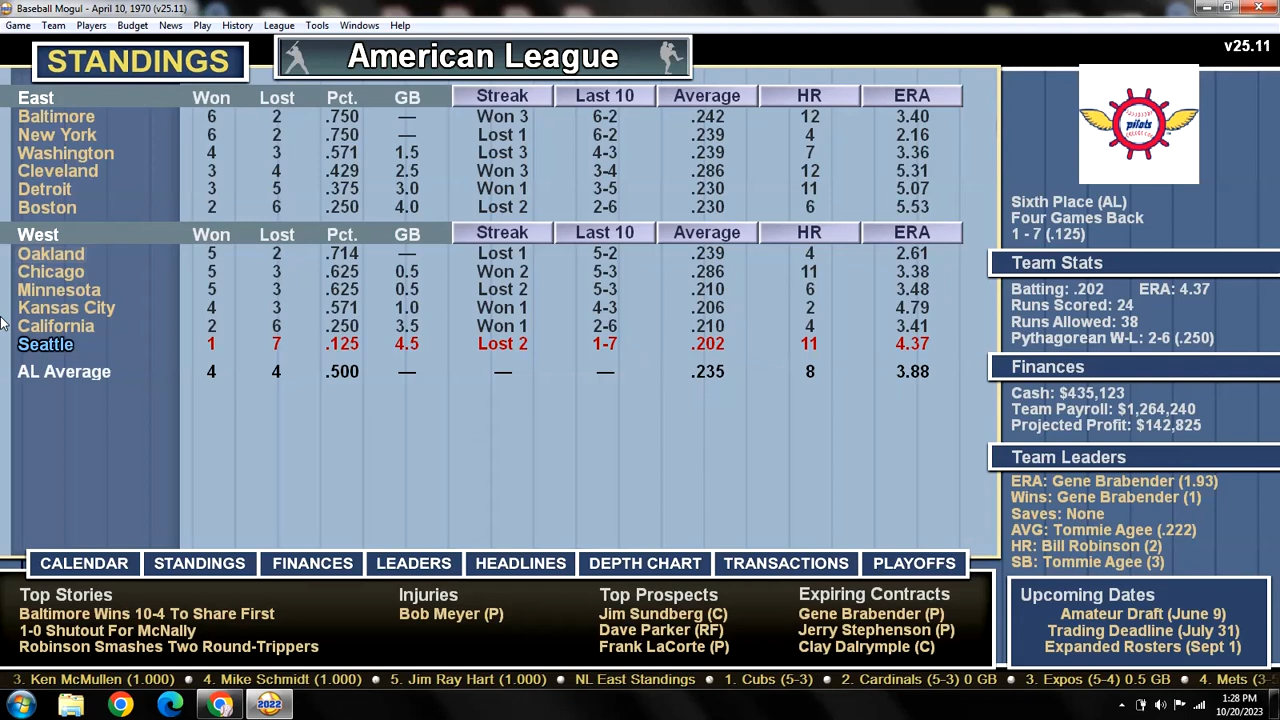 Baseball Mogul - April 10, 1970 (v25.11)
Game Team Players Budget News Play History League Tools Windows Help
STANDINGS American League v25.11
East Won Lost Pct. GB Streak Last 10 Average HR ERA
Baltimore 6 2 .750 — Won 3 6-2 .242 12 3.40
New York 6 2 .750 — Lost 1 6-2 .239 4 2.16
Washington 4 3 .571 1.5 Lost 3 4-3 .239 7 3.36
Cleveland 3 4 .429 2.5 Won 3 3-4 .286 12 5.31
Detroit 3 5 .375 3.0 Won 1 3-5 .230 11 5.07
Boston 2 6 .250 4.0 Lost 2 2-6 .230 6 5.53
West Won Lost Pct. GB Streak Last 10 Average HR ERA
Oakland 5 2 .714 — Lost 1 5-2 .239 4 2.61
Chicago 5 3 .625 0.5 Won 2 5-3 .286 11 3.38
Minnesota 5 3 .625 0.5 Lost 2 5-3 .210 6 3.48
Kansas City 4 3 .571 1.0 Won 1 4-3 .206 2 4.79
California 2 6 .250 3.5 Won 1 2-6 .210 4 3.41
Seattle 1 7 .125 4.5 Lost 2 1-7 .202 11 4.37
AL Average 4 4 .500 — — — .235 8 3.88
pilots
Sixth Place (AL)
Four Games Back
1 - 7 (.125)
Team Stats
Batting: .202 ERA: 4.37
Runs Scored: 24
Runs Allowed: 38
Pythagorean W-L: 2-6 (.250)
Finances
Cash: $435,123
Team Payroll: $1,264,240
Projected Profit: $142,825
Team Leaders
ERA: Gene Brabender (1.93)
Wins: Gene Brabender (1)
Saves: None
AVG: Tommie Agee (.222)
HR: Bill Robinson (2)
SB: Tommie Agee (3)
CALENDAR STANDINGS FINANCES LEADERS HEADLINES DEPTH CHART TRANSACTIONS PLAYOFFS
Top Stories
Baltimore Wins 10-4 To Share First
1-0 Shutout For McNally
Robinson Smashes Two Round-Trippers
Injuries
Bob Meyer (P)
Top Prospects
Jim Sundberg (C)
Dave Parker (RF)
Frank LaCorte (P)
Expiring Contracts
Gene Brabender (P)
Jerry Stephenson (P)
Clay Dalrymple (C)
Upcoming Dates
Amateur Draft (June 9)
Trading Deadline (July 31)
Expanded Rosters (Sept 1)
3. Ken McMullen (1.000) • 4. Mike Schmidt (1.000) • 5. Jim Ray Hart (1.000) • NL East Standings • 1. Cubs (5-3) • 2. Cardinals (5-3) 0 GB • 3. Expos (5-4) 0.5 GB • 4. Mets (3-
2022
1:28 PM
10/20/2023